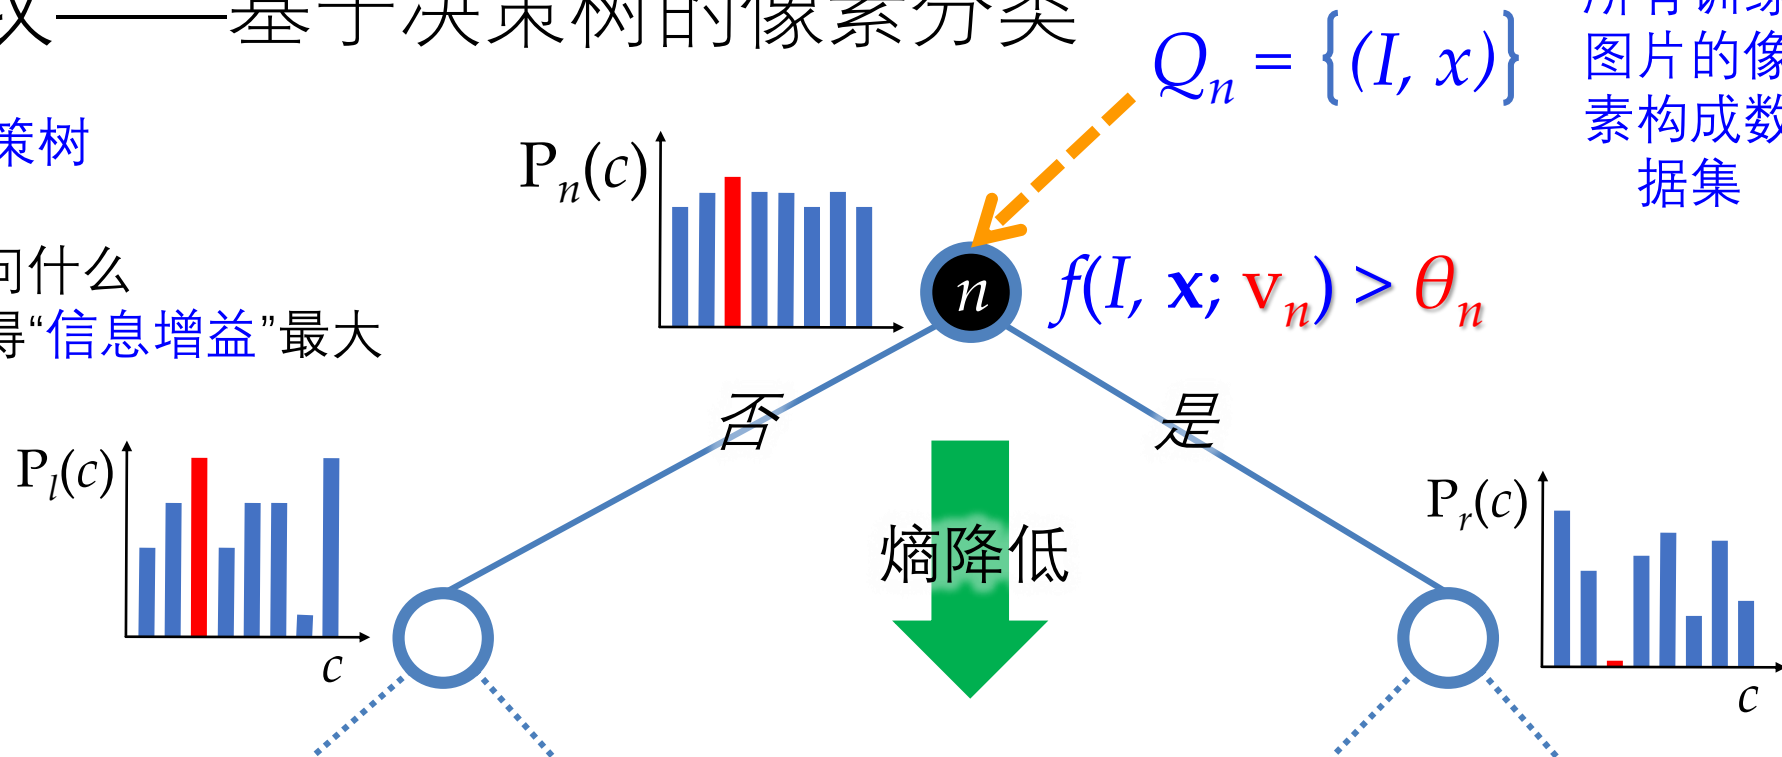 ——基于决策树的像素分类
策树
问什么
得“信息增益”最大
Qn = {(I, x)}
图片的像
素构成数
据集
Pn(c)
n
f(I, x; vn) > θn
否
是
熵降低
Pl(c)
c
Pr(c)
c